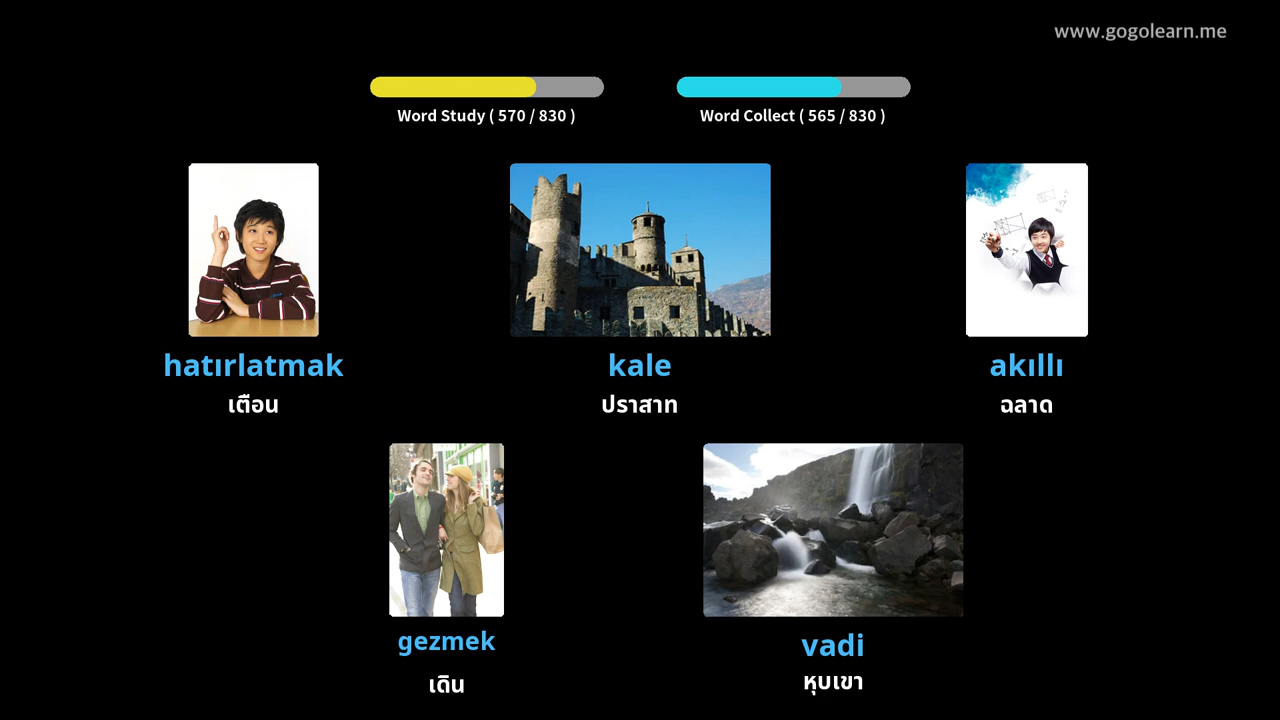 www.gogolearn.me
Word Study ( 570 / 830 )
Word Collect ( 565 / 830 )
hatırlatmak
เตือน
kale
ปราสาท
akıllı
ฉลาด
gezmek
เดิน
vadi
หุบเขา